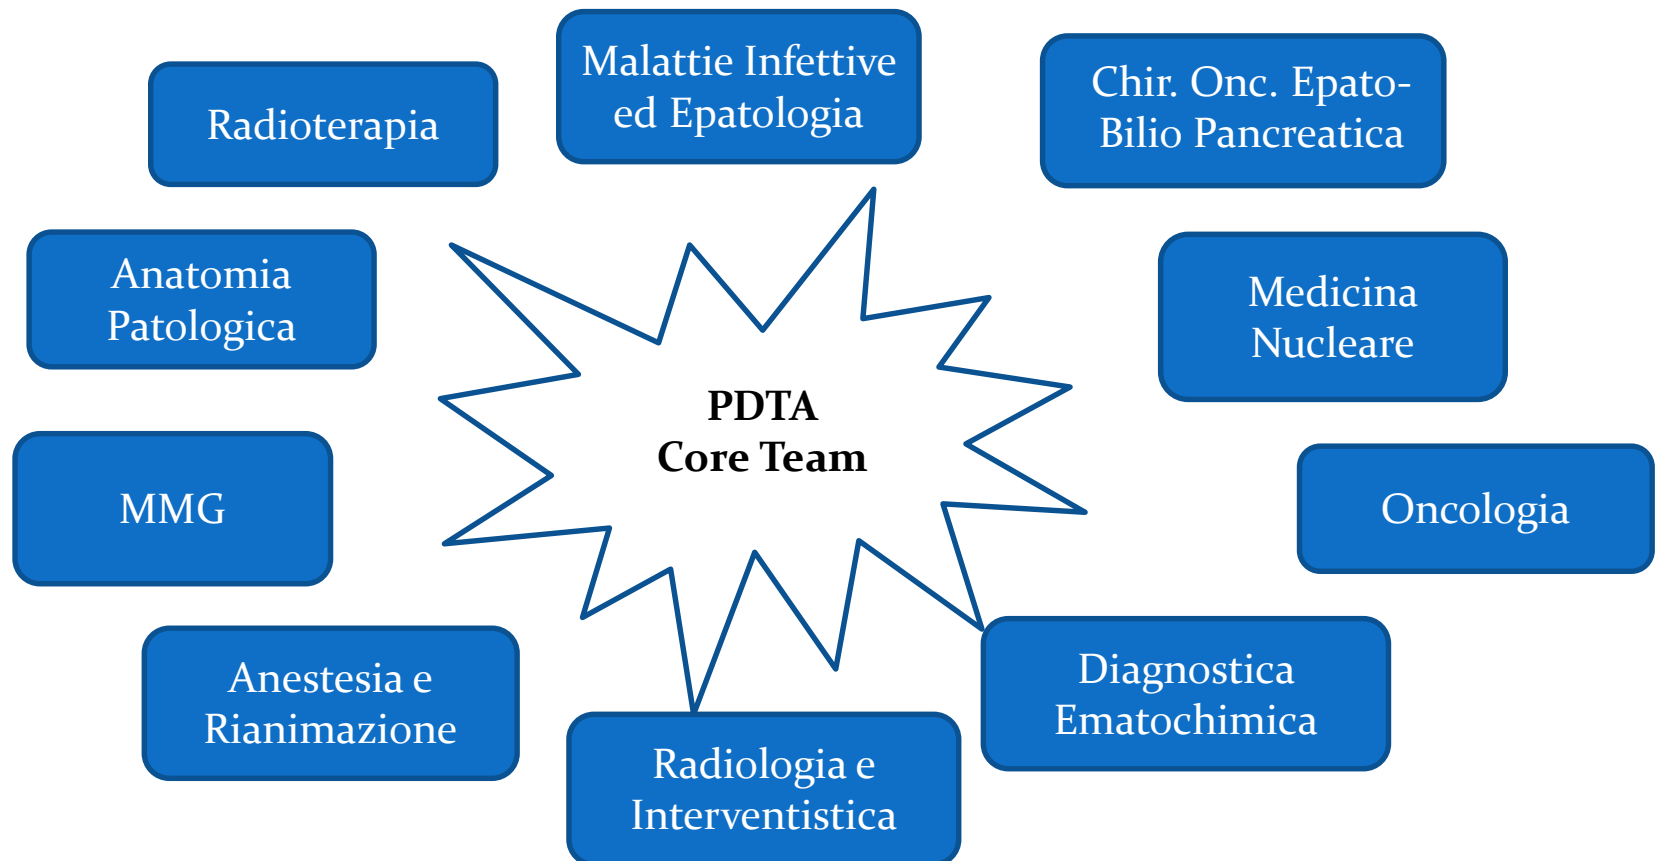 Malattie Infettive
ed Epatologia
Chir. Onc. Epato-
Bilio Pancreatica
Radioterapia
Anatomia
Patologica
Medicina
Nucleare
PDTA
Core Team
MMG
Oncologia
Anestesia e
Rianimazione
Diagnostica
Ematochimica
Radiologia e
Interventistica